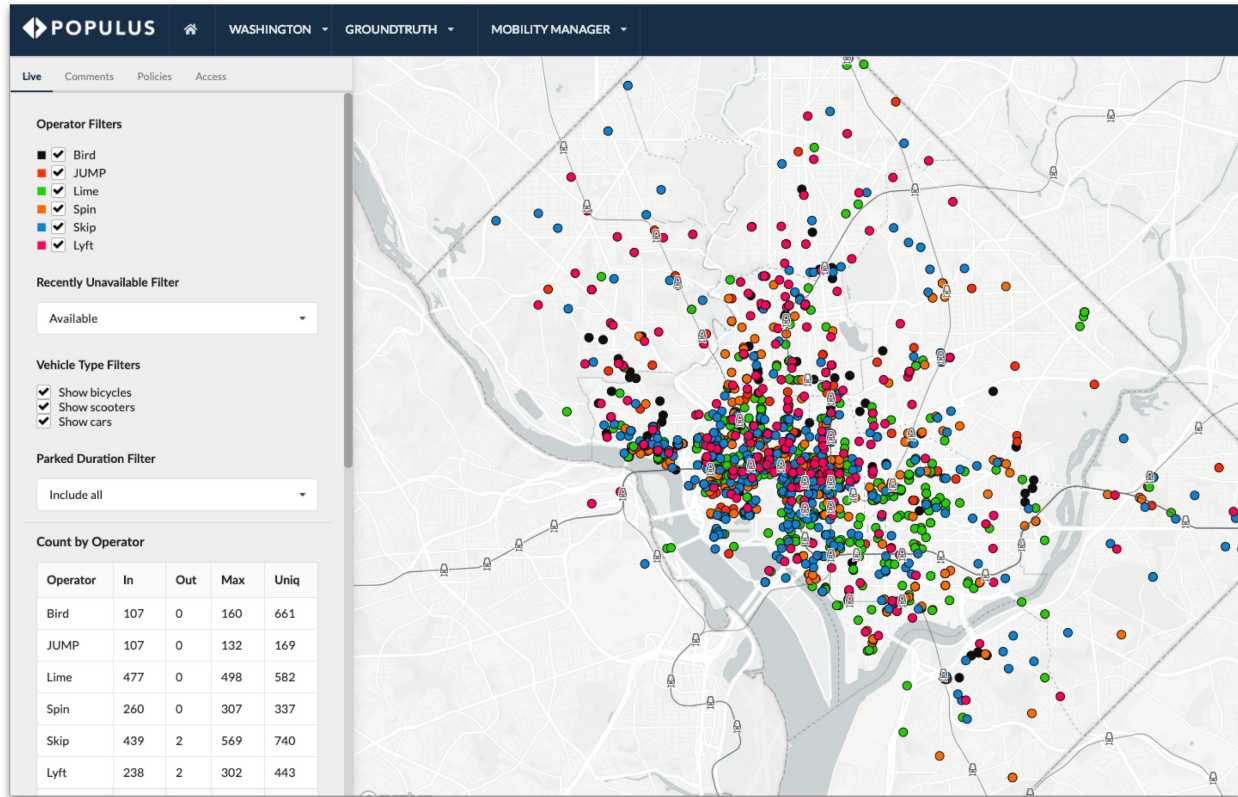 POPULUS
WASHINGTON
GROUNDTRUTH
MOBILITY MANAGER
Live Comments Policies Access
Operator Filters
Bird
JUMP
Lime
Spin
Skip
Lyft
Recently Unavailable Filter
Available
Vehicle Type Filters
Show bicycles
Show scooters
Show cars
Parked Duration Filter
Include all
Count by Operator
Operator In Out Max Uniq
Bird 107 0 160 661
JUMP 107 0 132 169
Lime 477 0 498 582
Spin 260 0 307 337
Skip 439 2 569 740
Lyft 238 2 302 443